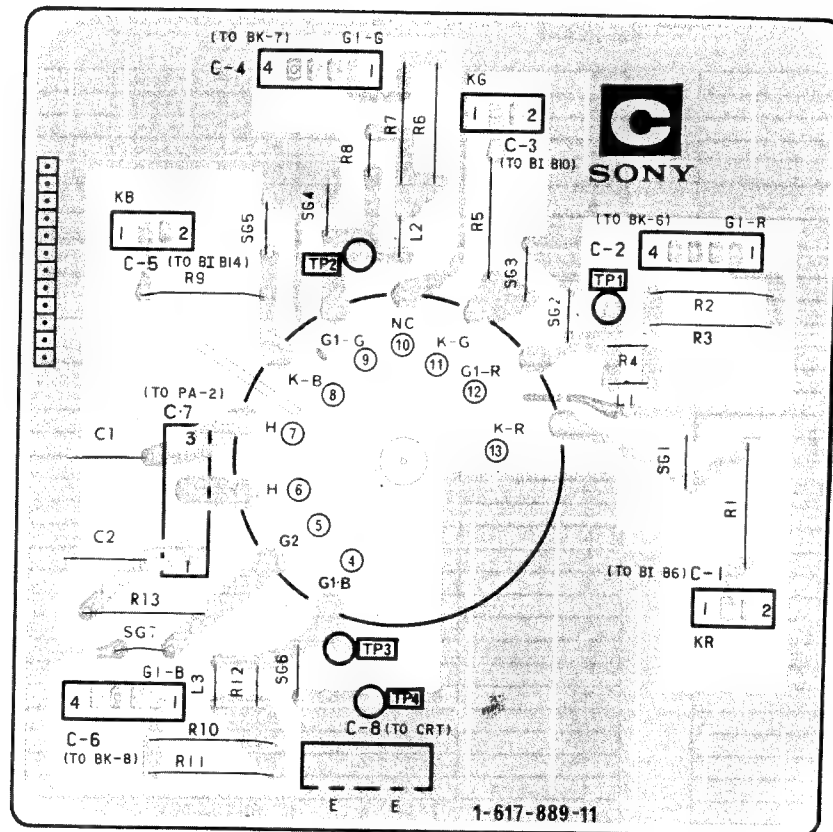 (TO BK-7) G1-G
C-4 4 1
KG
1 2
C-3
(TO BI B10)
C
SONY
R8 R7 R6
KB
1 2
C-5 (TO BI B14)
R9
SG5 SG4
TP2
L2
R5
SG3
SG2
(TO BK-6) G1-R
C-2 4 1
TP1
R2
R3
R4
L1
NC
10
G1-G
9
K-G
11
K-B
8
G1-R
12
(TO PA-2)
C-7
3
1
C1
C2
H 7
K-R
13
H 6
5
G2
4
G1-B
SG1
R1
(TO BI B6) C-1
1 2
KR
R13
SG7
G1-B
4 1
C-6
(TO BK-8)
L3 R12 SG6
TP3
TP4
R10
R11
C-8 (TO CRT)
E E
1-617-889-11